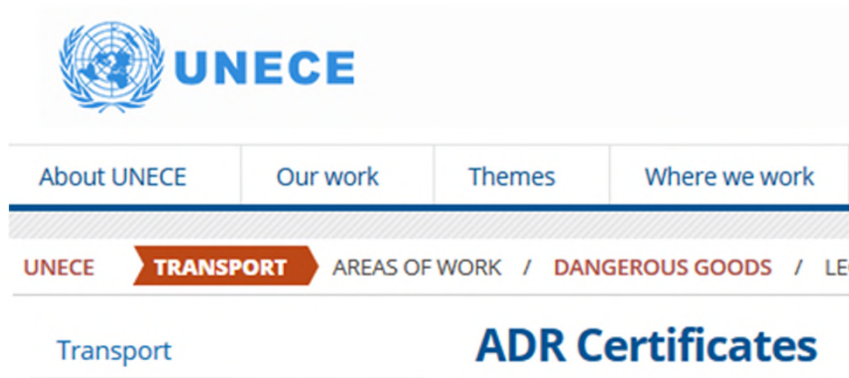 UNECE
About UNECE Our work Themes Where we work
UNECE TRANSPORT AREAS OF WORK / DANGEROUS GOODS / LE
Transport
ADR Certificates